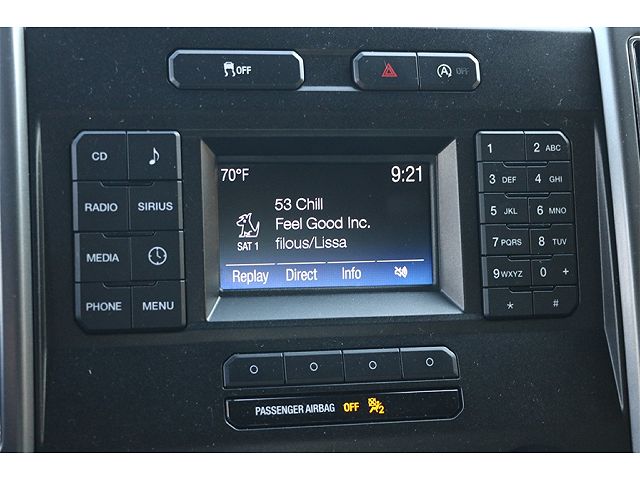 OFF
A OFF
CD
RADIO SIRIUS
MEDIA
PHONE MENU
70°F 9:21
53 Chill
Feel Good Inc.
SAT 1 filous/Lissa
Replay Direct Info
1 2 ABC
3 DEF 4 GHI
5 JKL 6 MNO
7 PQRS 8 TUV
9 WXYZ 0 +
* #
PASSENGER AIRBAG OFF 2